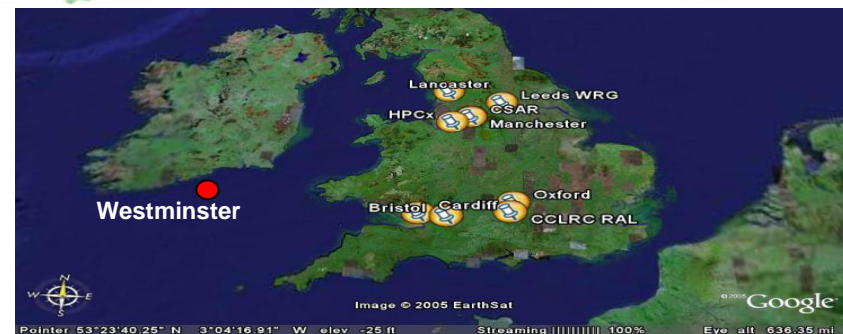 Lancaster
Leeds WRG
HPCx
CSAR
Manchester
Westminster
Bristol
Cardiff
Oxford
CCLRC RAL
N
W
E
S
Image © 2005 EarthSat
© 2005 Google
Pointer 53°23'40.25" N 3°04'16.91" W elev -25 ft Streaming |||||||||| 100% Eye alt 636.35 mi